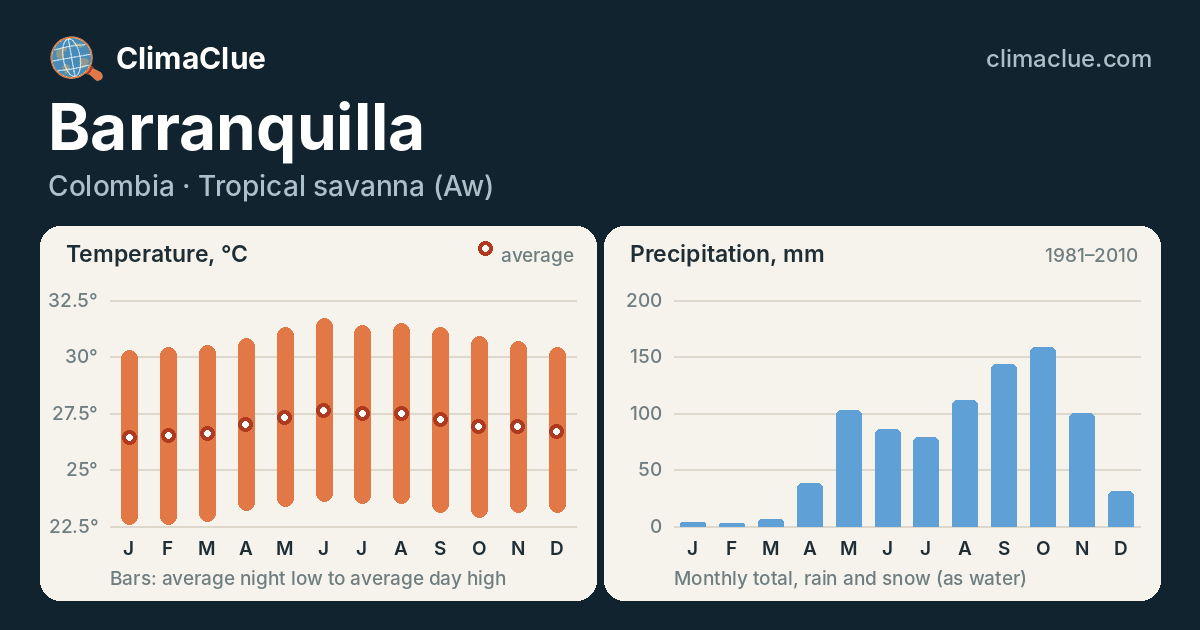 ClimaClue
climaclue.com
Barranquilla
Colombia · Tropical savanna (Aw)
Temperature, °C
average
32.5°
30°
27.5°
25°
22.5°
J F M A M J J A S O N D
Bars: average night low to average day high
Precipitation, mm
1981–2010
200
150
100
50
0
J F M A M J J A S O N D
Monthly total, rain and snow (as water)